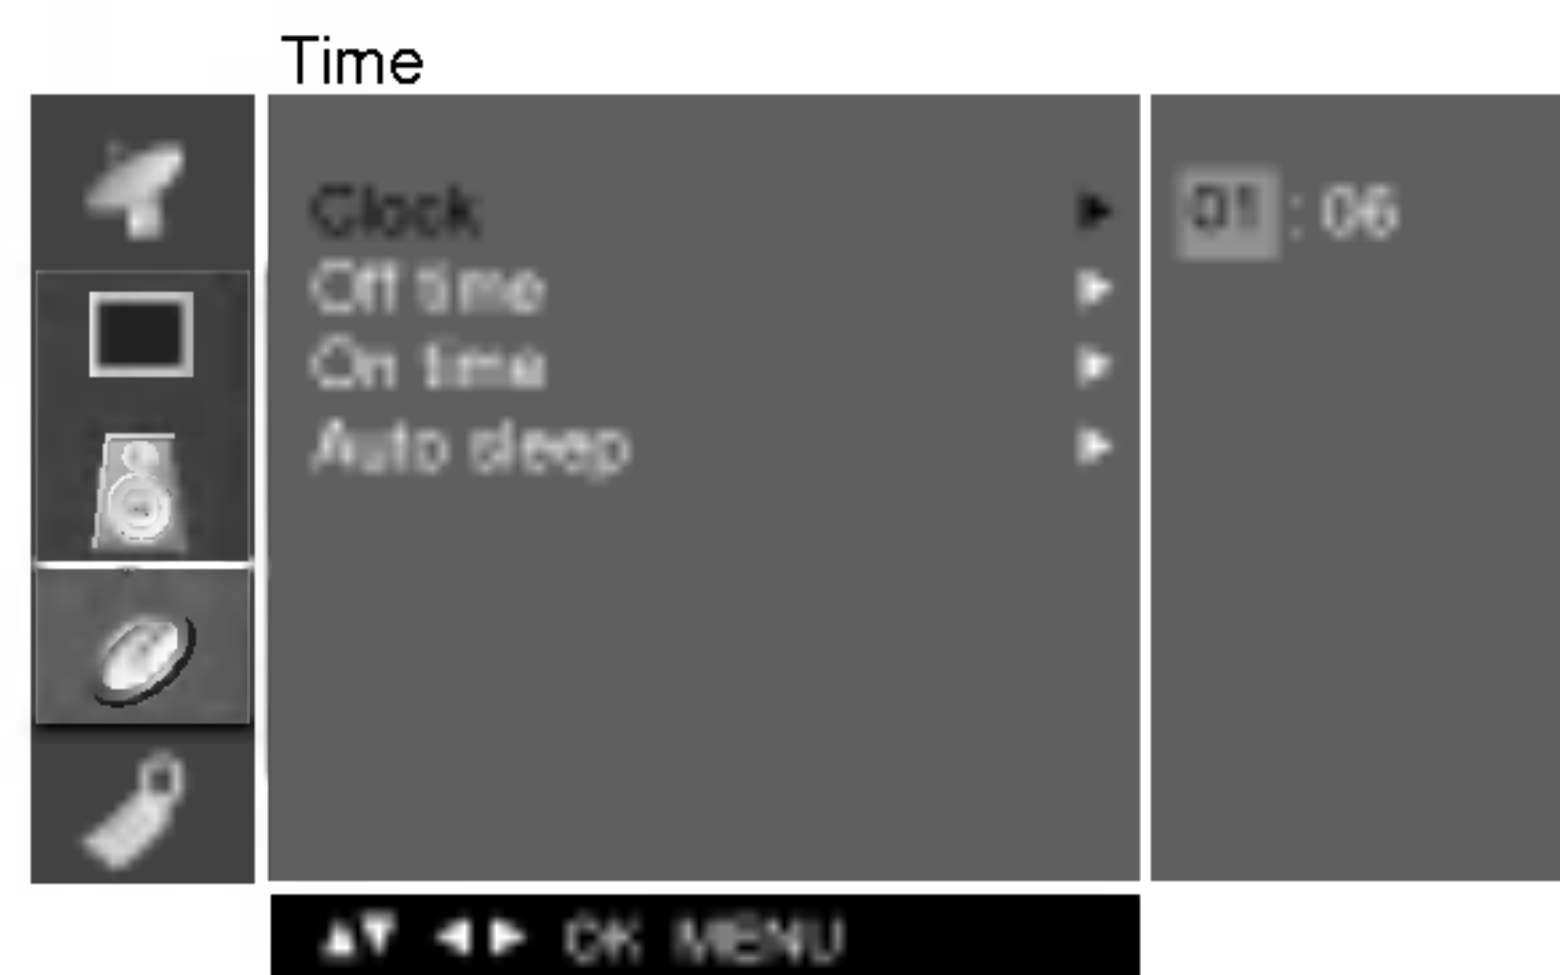 Time
Clock ▶ 01 : 06
Off time ▶
On time ▶
Auto sleep ▶
▲▼ ◀▶ OK MENU